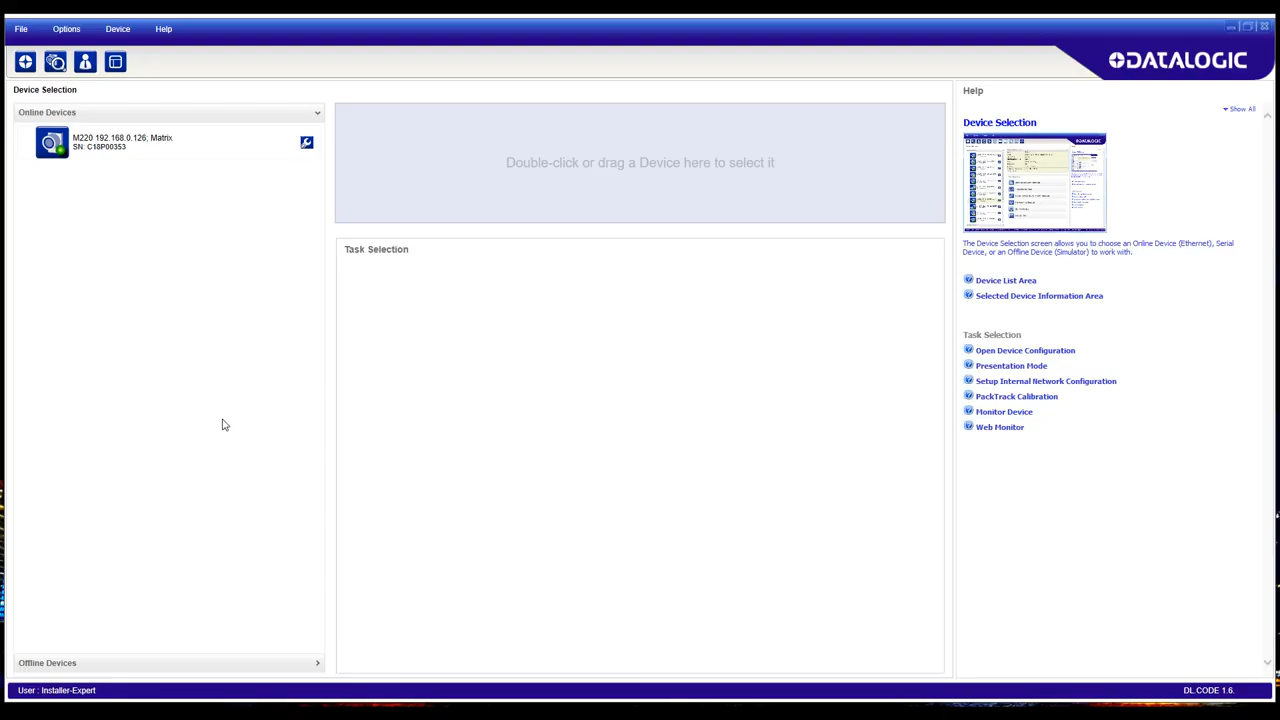 File Options Device Help
DATALOGIC
Device Selection
Online Devices
M220 192.168.0.126; Matrix
SN: C18P00353
Double-click or drag a Device here to select it
Task Selection
Offline Devices
Help
Show All
Device Selection
The Device Selection screen allows you to choose an Online Device (Ethernet), Serial
Device, or an Offline Device (Simulator) to work with.
Device List Area
Selected Device Information Area
Task Selection
Open Device Configuration
Presentation Mode
Setup Internal Network Configuration
PackTrack Calibration
Monitor Device
Web Monitor
User : Installer-Expert
DL.CODE 1.6.